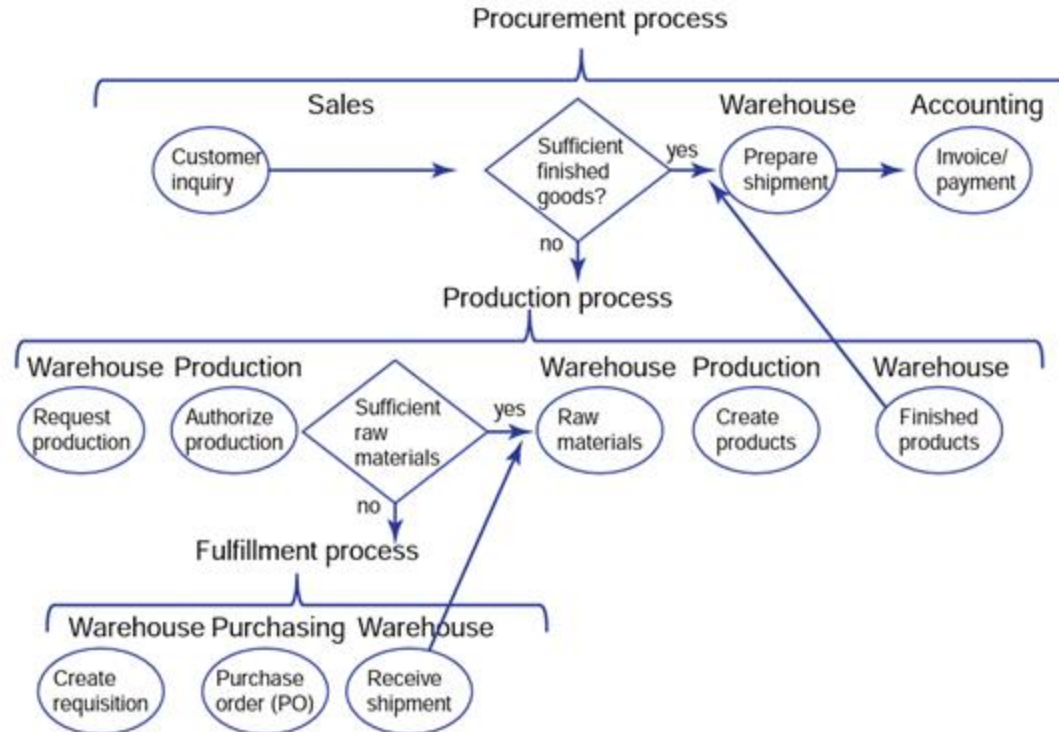 Procurement process
Sales
Warehouse
Accounting
Customer
inquiry
Sufficient
finished
goods?
yes
Prepare
shipment
Invoice/
payment
no
Production process
Warehouse
Production
Warehouse
Production
Warehouse
Request
production
Authorize
production
Sufficient
raw
materials
yes
Raw
materials
Create
products
Finished
products
no
Fulfillment process
Warehouse
Purchasing
Warehouse
Create
requisition
Purchase
order (PO)
Receive
shipment